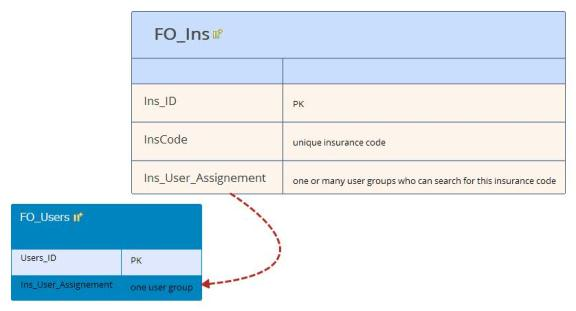 FO_Ins
Ins_ID PK
InsCode unique insurance code
Ins_User_Assignement one or many user groups who can search for this insurance code
FO_Users
Users_ID PK
Ins_User_Assignement one user group